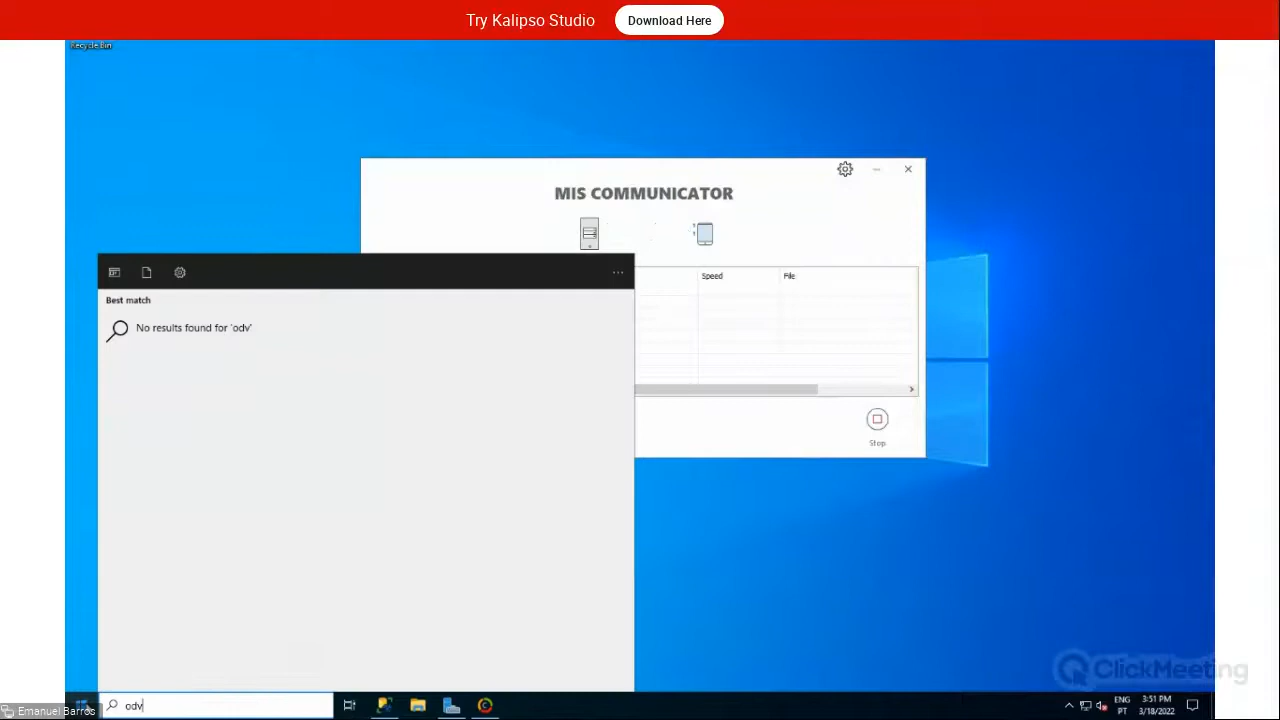 Try Kalipso Studio
Download Here
Recycle Bin
MIS COMMUNICATOR
Speed
File
Best match
No results found for 'odv'
Stop
ClickMeeting
odv
Emanuel Barros
ENG
PT
3:51 PM
3/18/2022